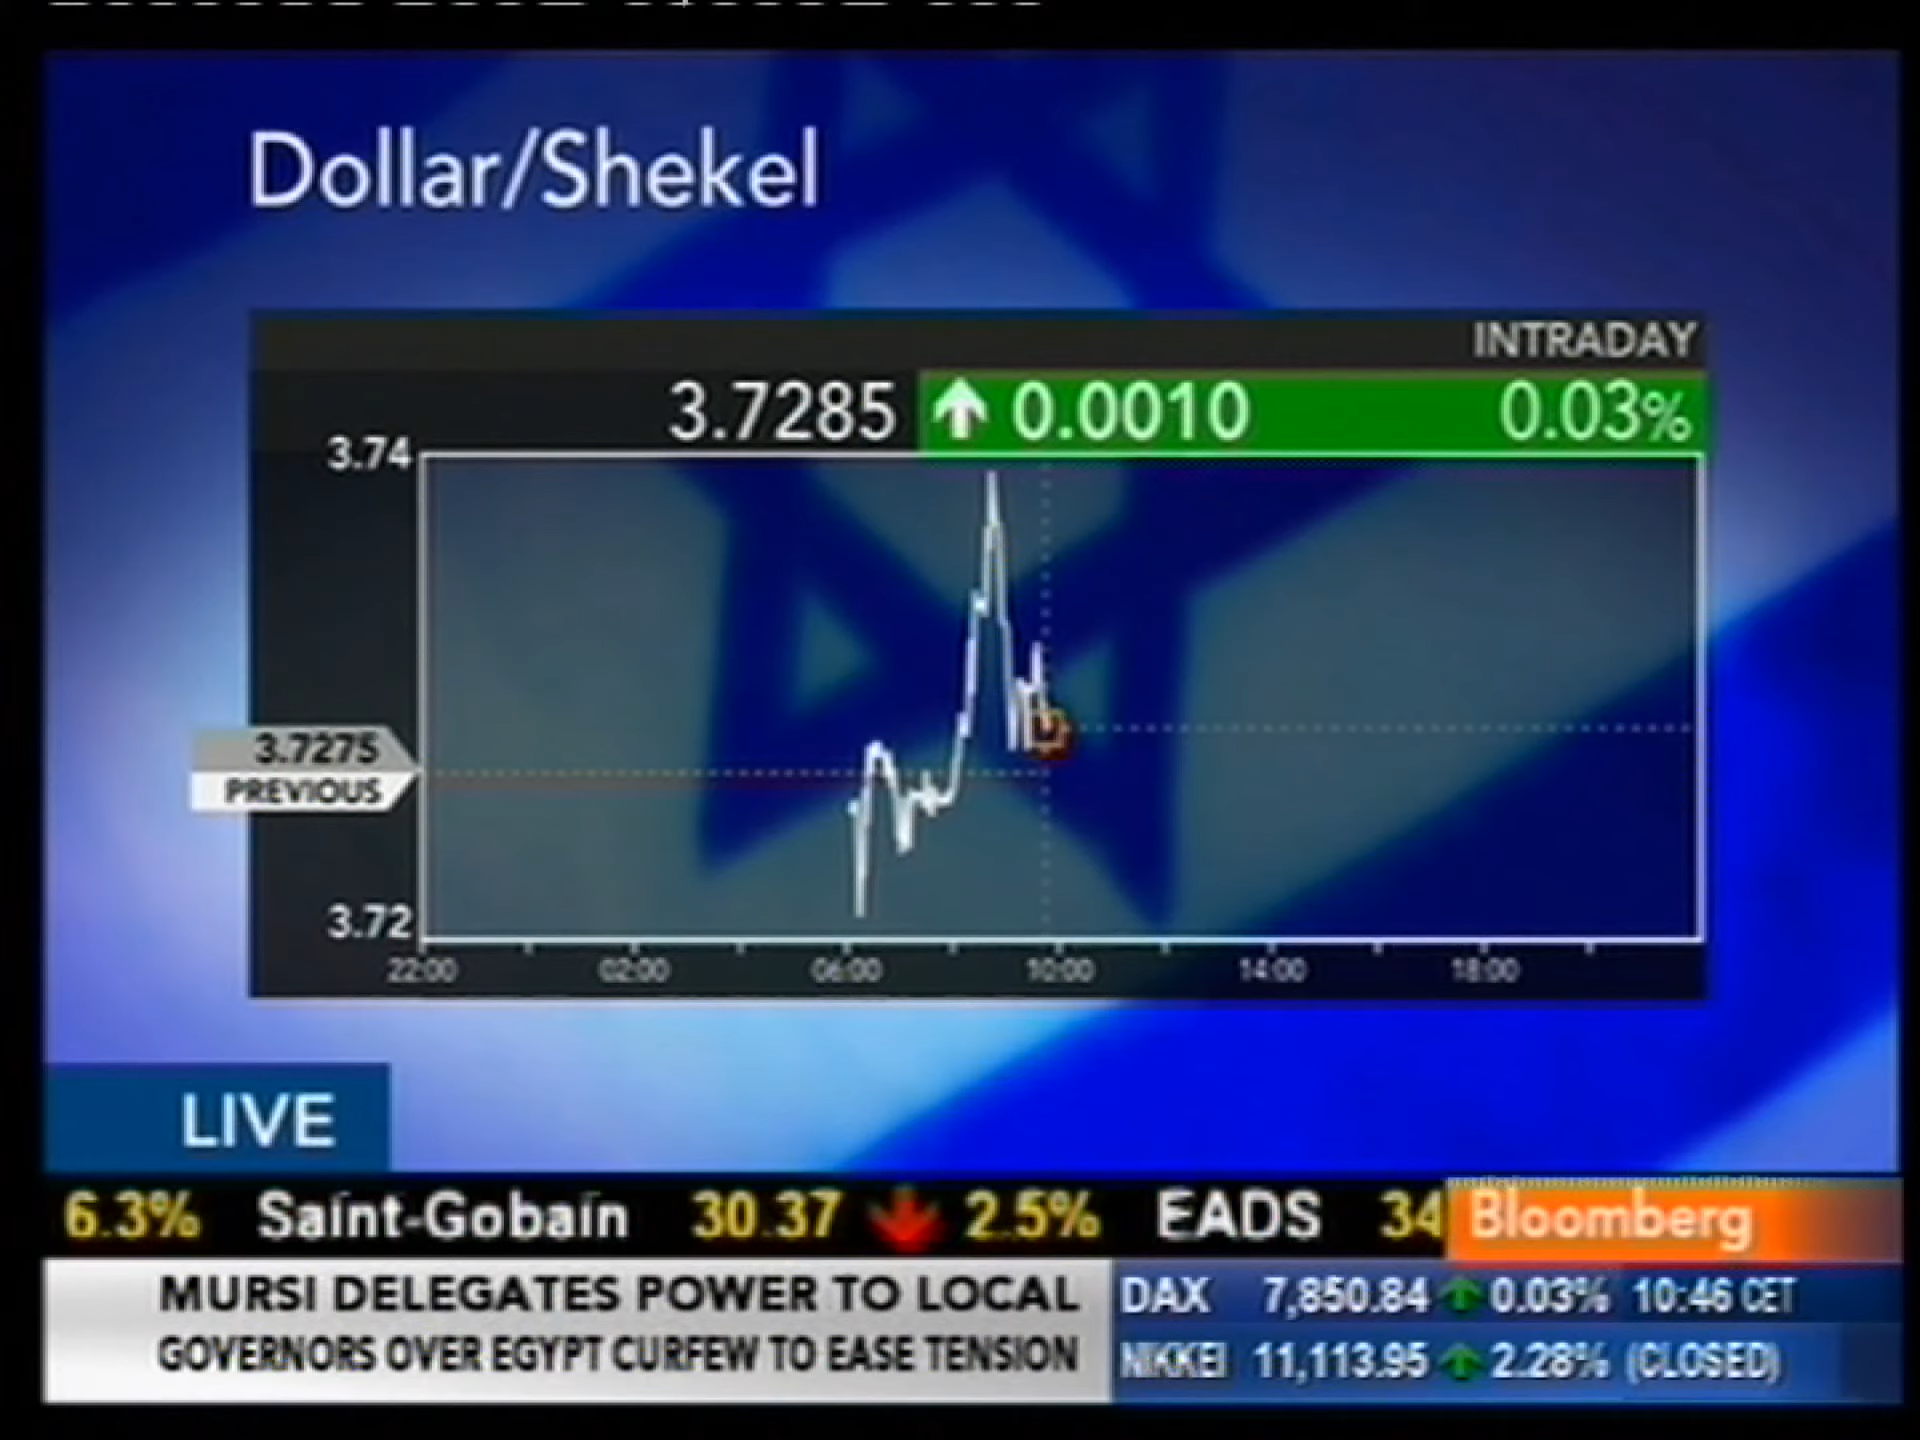 Dollar/Shekel
INTRADAY
3.7285 ↑ 0.0010 0.03%
3.74
3.7275
PREVIOUS
3.72
22:00 02:00 06:00 10:00 14:00 18:00
LIVE
6.3% Saint-Gobain 30.37 2.5% EADS 34
Bloomberg
MURSI DELEGATES POWER TO LOCAL
GOVERNORS OVER EGYPT CURFEW TO EASE TENSION
DAX 7,850.84 0.03% 10:46 CET
NIKKEI 11,113.95 2.28% (CLOSED)